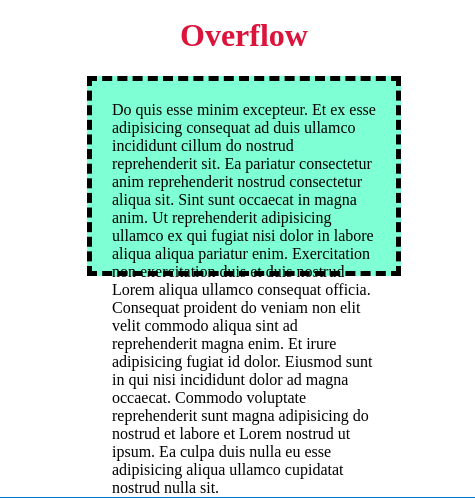 Overflow
Do quis esse minim excepteur. Et ex esse
adipisicing consequat ad duis ullamco
incididunt cillum do nostrud
reprehenderit sit. Ea pariatur consectetur
anim reprehenderit nostrud consectetur
aliqua sit. Sint sunt occaecat in magna
anim. Ut reprehenderit adipisicing
ullamco ex qui fugiat nisi dolor in labore
aliqua aliqua pariatur enim. Exercitation
non exercitation duis et duis nostrud
Lorem aliqua ullamco consequat officia.
Consequat proident do veniam non elit
velit commodo aliqua sint ad
reprehenderit magna enim. Et irure
adipisicing fugiat id dolor. Eiusmod sunt
in qui nisi incididunt dolor ad magna
occaecat. Commodo voluptate
reprehenderit sunt magna adipisicing do
nostrud et labore et Lorem nostrud ut
ipsum. Ea culpa duis nulla eu esse
adipisicing aliqua ullamco cupidatat
nostrud nulla sit.